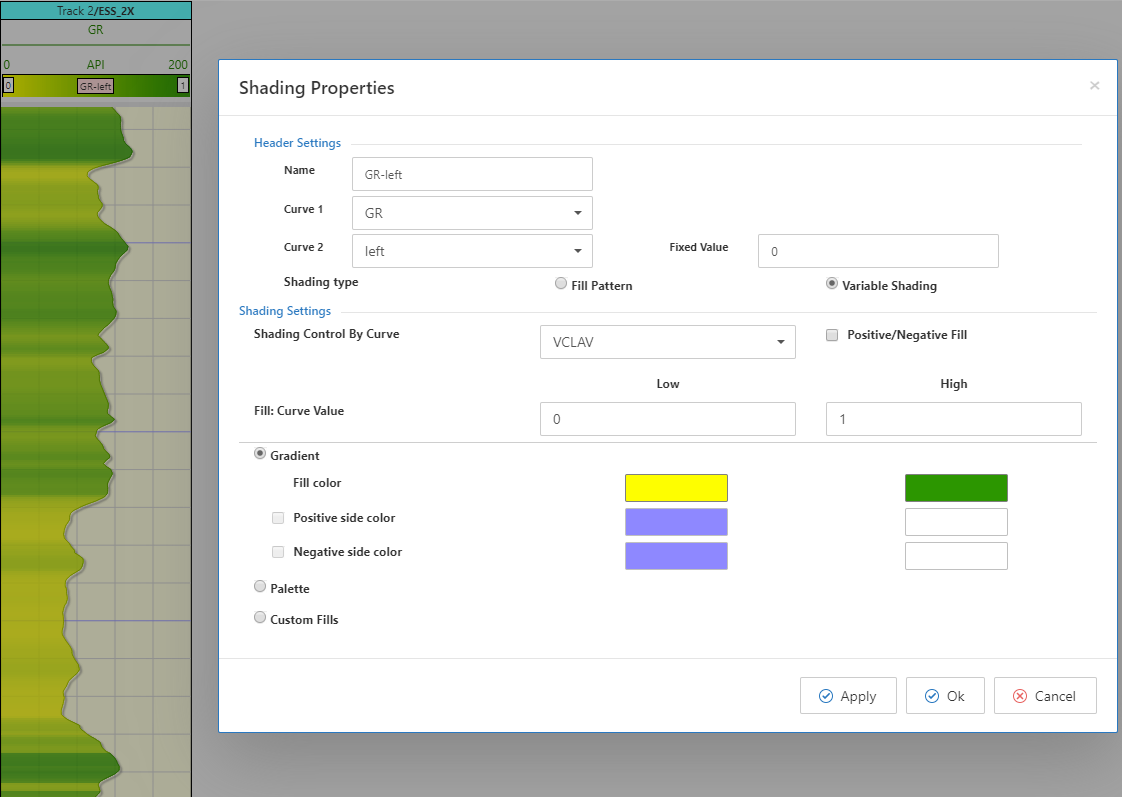 Track 2/ESS_2X
GR
0 API 200
0 GR-left 1
Shading Properties
×
Header Settings
Name GR-left
Curve 1 GR
Curve 2 left Fixed Value 0
Shading type Fill Pattern Variable Shading
Shading Settings
Shading Control By Curve VCLAV Positive/Negative Fill
Low High
Fill: Curve Value 0 1
Gradient
Fill color
Positive side color
Negative side color
Palette
Custom Fills
Apply Ok Cancel